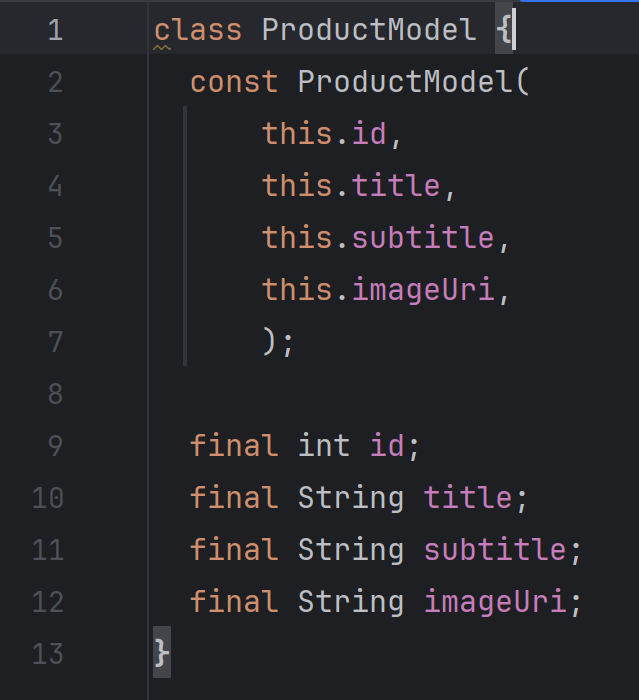 1 class ProductModel {
2 const ProductModel(
3 this.id,
4 this.title,
5 this.subtitle,
6 this.imageUri,
7 );
8
9 final int id;
10 final String title;
11 final String subtitle;
12 final String imageUri;
13 }